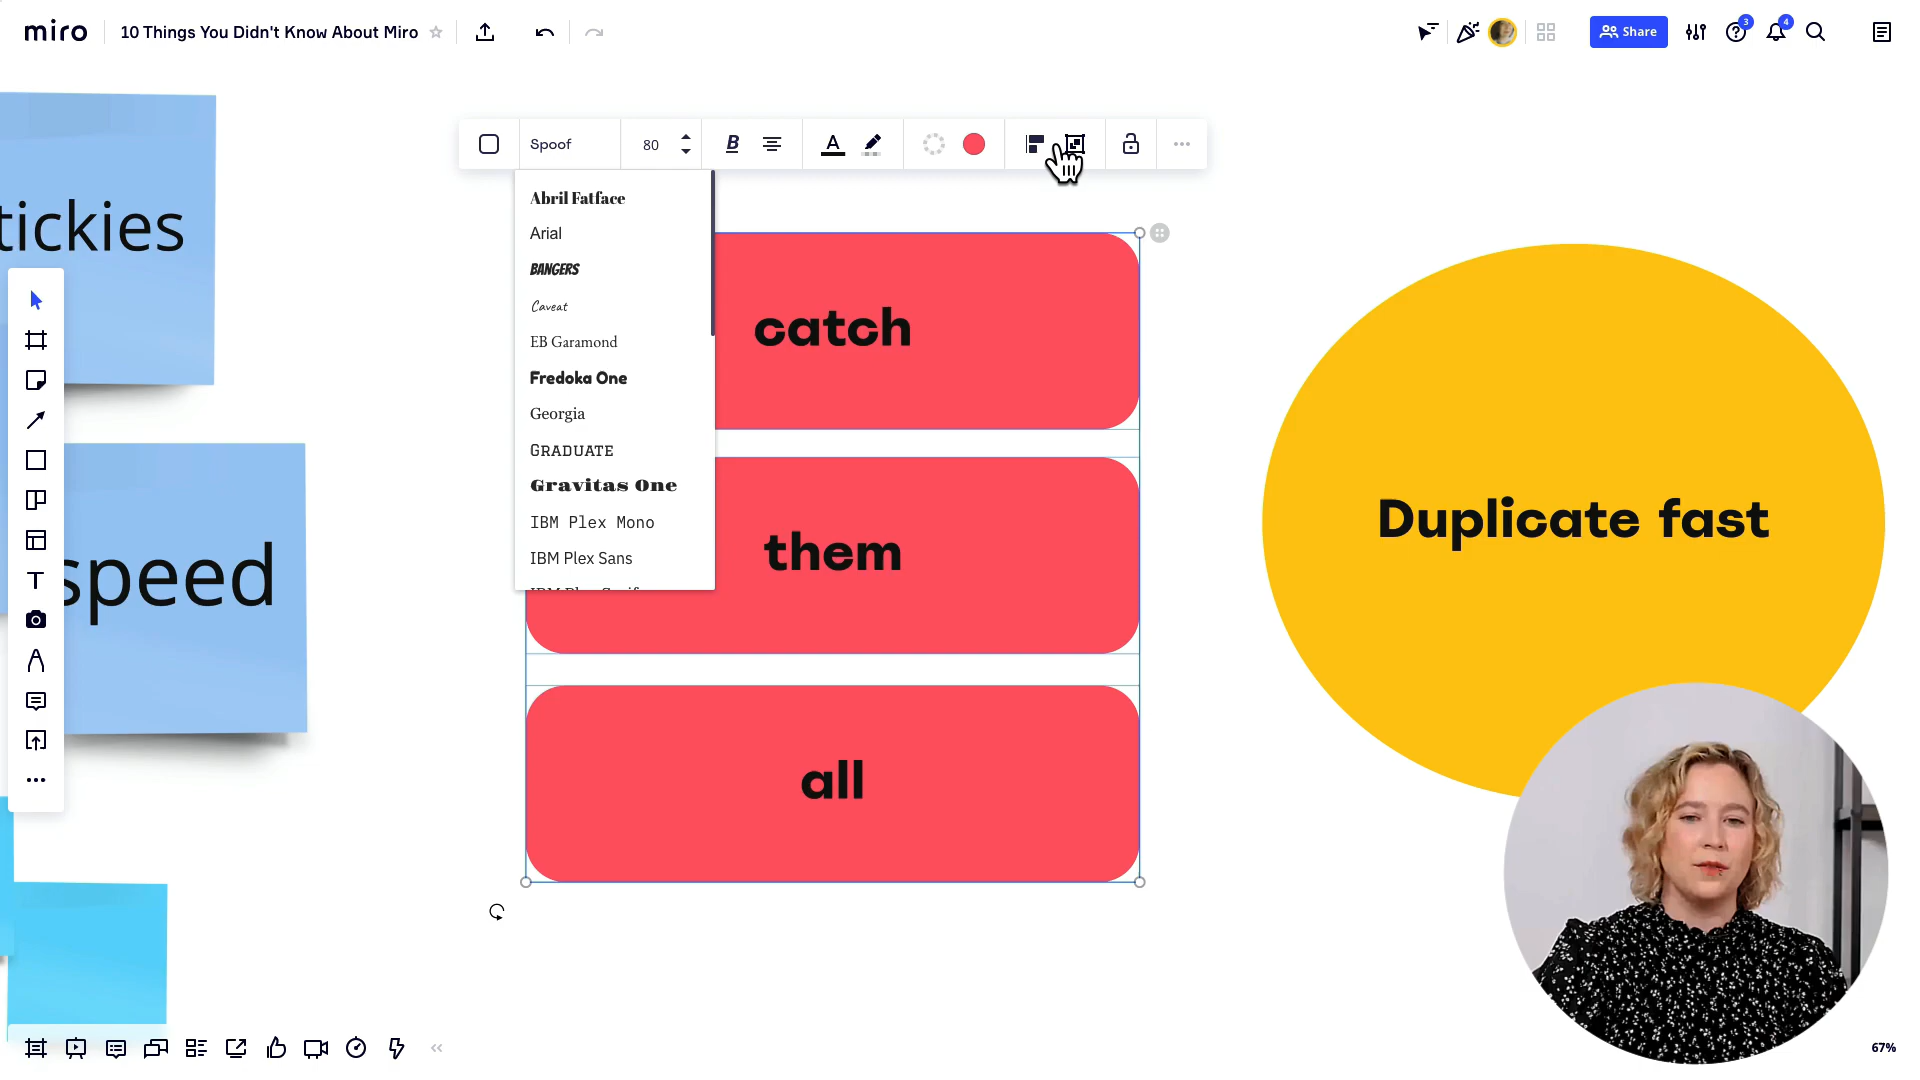 miro
10 Things You Didn't Know About Miro
Share
3
4
Spoof
80
B
A
Abril Fatface
Arial
BANGERS
Caveat
EB Garamond
Fredoka One
Georgia
GRADUATE
Gravitas One
IBM Plex Mono
IBM Plex Sans
tickies
speed
catch
them
all
Duplicate fast
67%